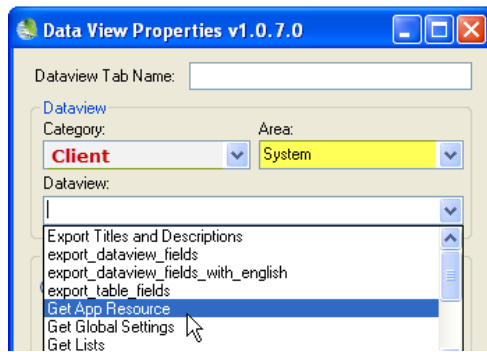 Data View Properties v1.0.7.0
Dataview Tab Name:
Dataview
Category: Area:
Client System
Dataview:
Export Titles and Descriptions
export_dataview_fields
export_dataview_fields_with_english
export_table_fields
Get App Resource
Get Global Settings
Get Lists